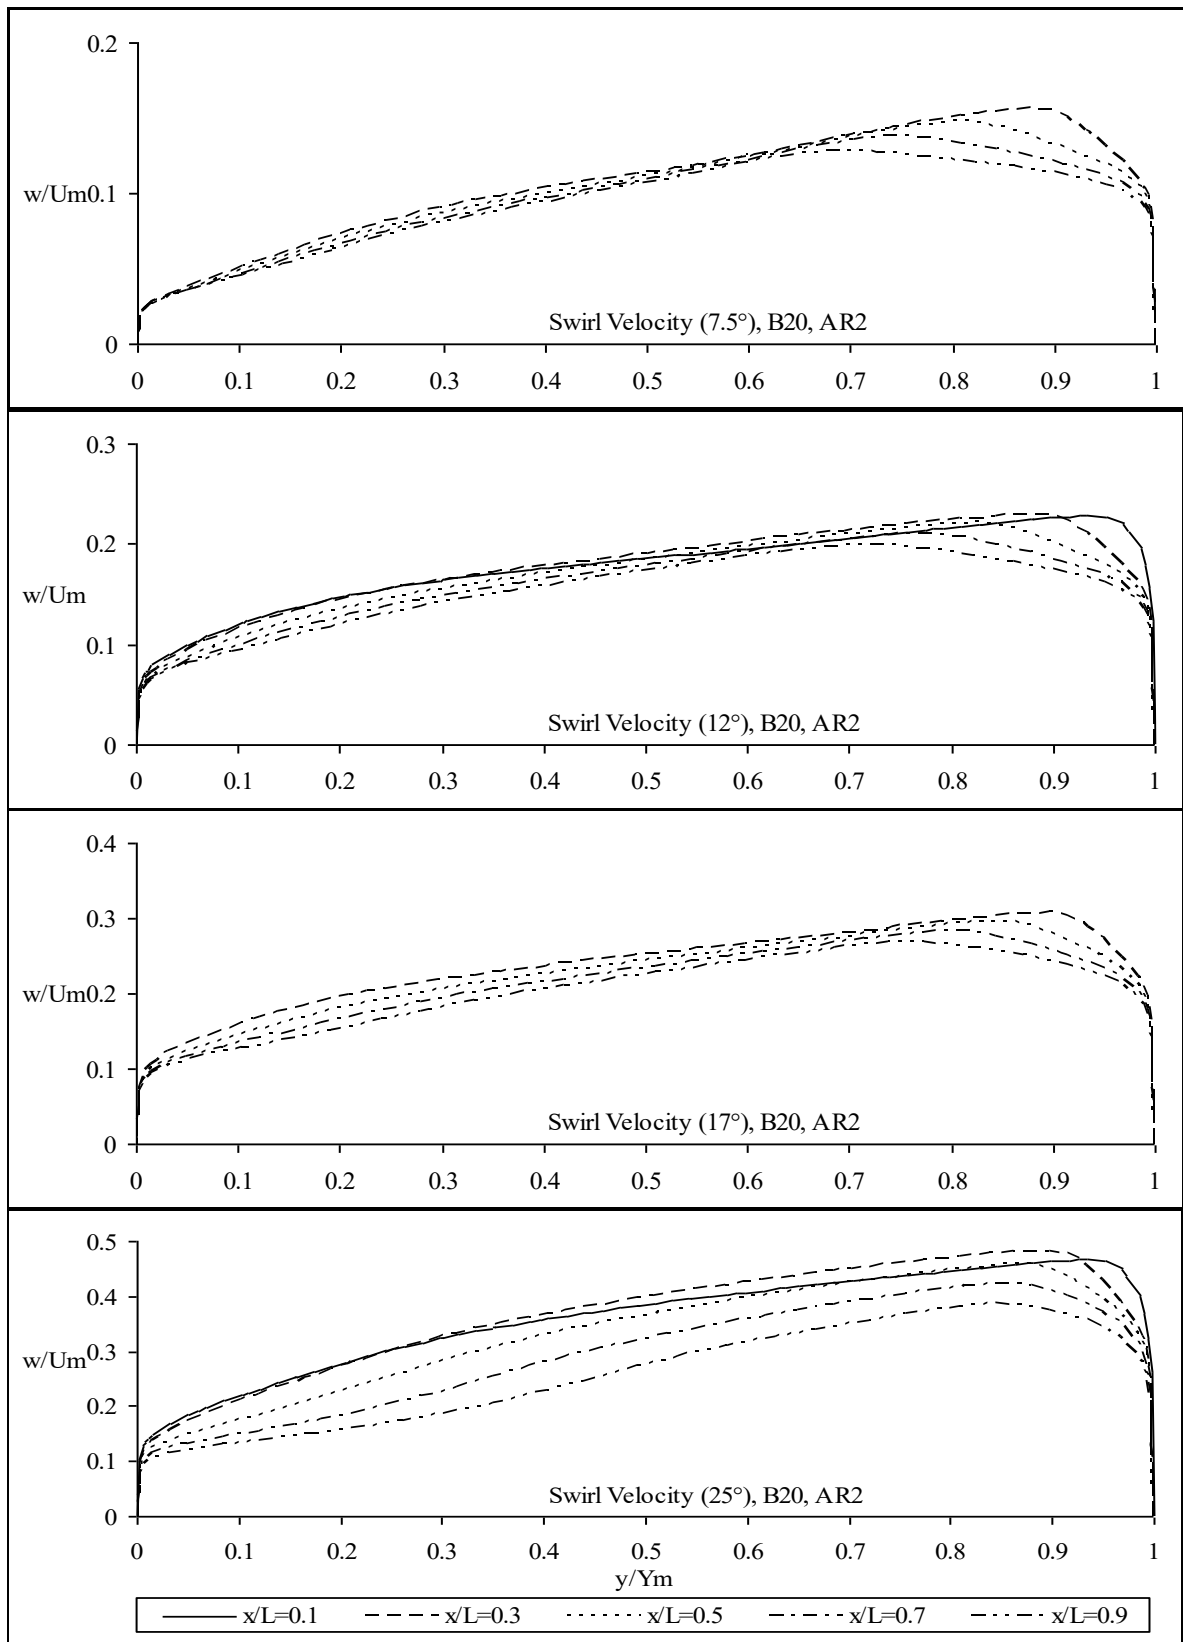 0.2
w/Um0.1
Swirl Velocity (7.5°), B20, AR2
0
0 0.1 0.2 0.3 0.4 0.5 0.6 0.7 0.8 0.9 1
0.3
0.2
w/Um
0.1
Swirl Velocity (12°), B20, AR2
0
0 0.1 0.2 0.3 0.4 0.5 0.6 0.7 0.8 0.9 1
0.4
0.3
w/Um0.2
0.1
Swirl Velocity (17°), B20, AR2
0
0 0.1 0.2 0.3 0.4 0.5 0.6 0.7 0.8 0.9 1
0.5
0.4
w/Um0.3
0.2
0.1
Swirl Velocity (25°), B20, AR2
0
0 0.1 0.2 0.3 0.4 0.5 0.6 0.7 0.8 0.9 1
y/Ym
x/L=0.1 x/L=0.3 x/L=0.5 x/L=0.7 x/L=0.9